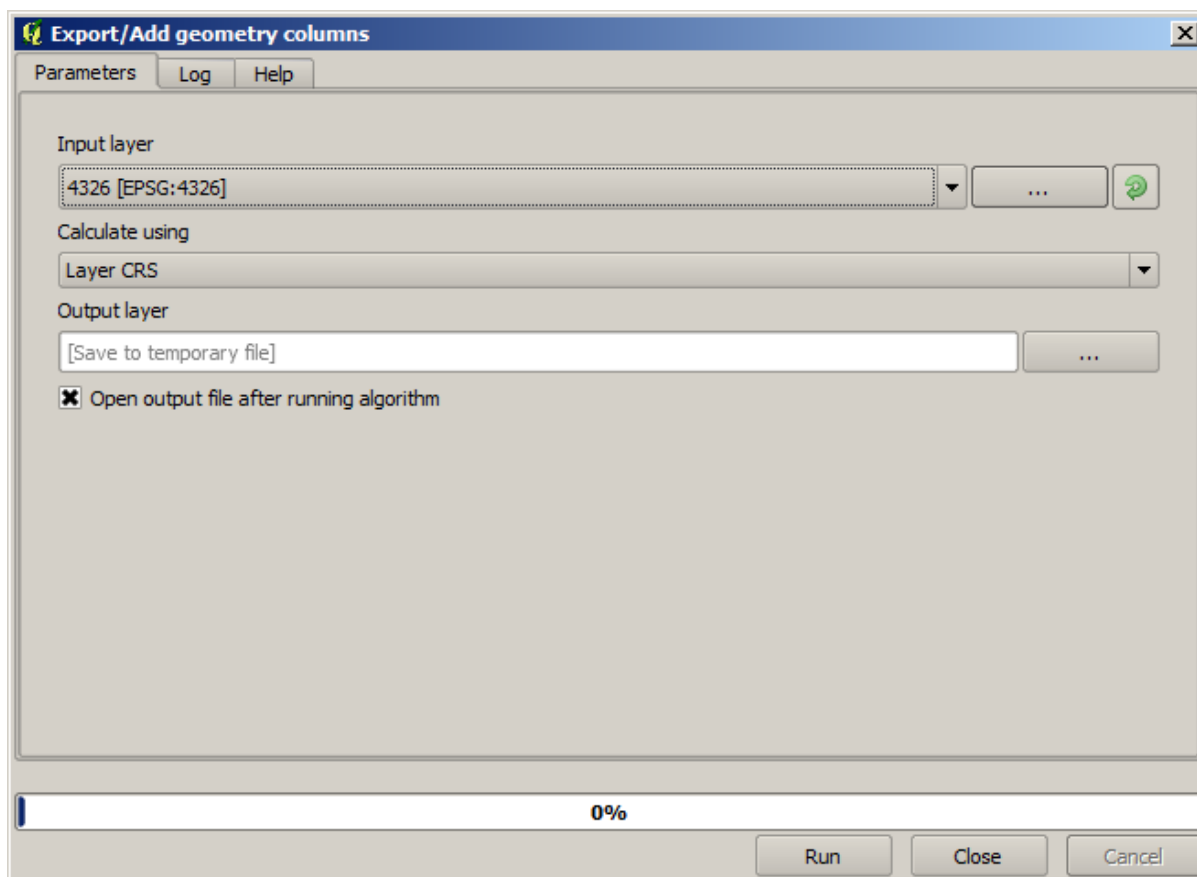 Export/Add geometry columns
Parameters Log Help
Input layer
4326 [EPSG:4326]
...
Calculate using
Layer CRS
Output layer
[Save to temporary file]
...
Open output file after running algorithm
0%
Run Close Cancel